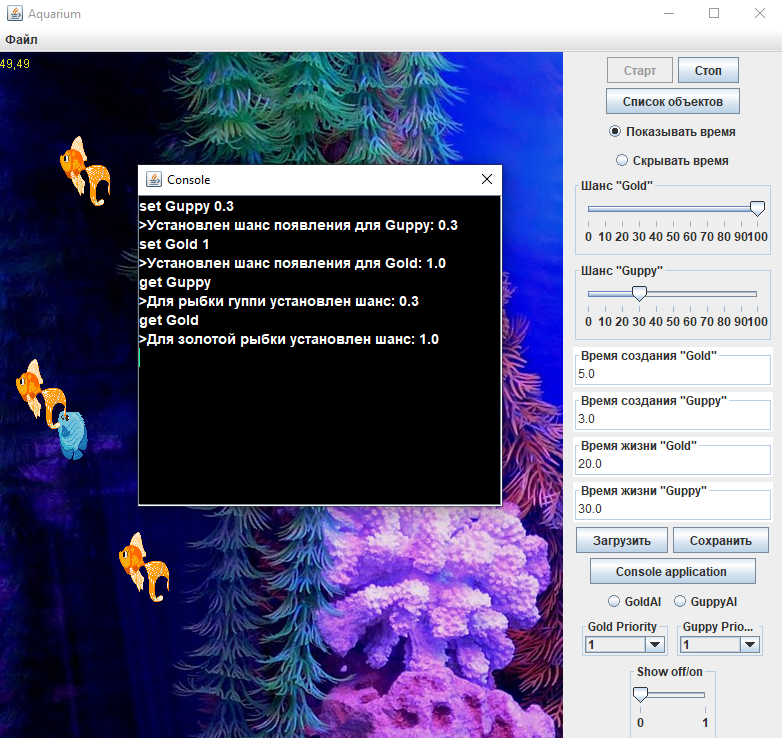 Aquarium
Файл
49,49
Console
set Guppy 0.3
>Установлен шанс появления для Guppy: 0.3
set Gold 1
>Установлен шанс появления для Gold: 1.0
get Guppy
>Для рыбки гуппи установлен шанс: 0.3
get Gold
>Для золотой рыбки установлен шанс: 1.0
Старт Стоп
Список объектов
Показывать время
Скрывать время
Шанс "Gold"
0 10 20 30 40 50 60 70 80 90100
Шанс "Guppy"
0 10 20 30 40 50 60 70 80 90100
Время создания "Gold"
5.0
Время создания "Guppy"
3.0
Время жизни "Gold"
20.0
Время жизни "Guppy"
30.0
Загрузить Сохранить
Console application
GoldAI GuppyAI
Gold Priority Guppy Prio...
1 1
Show off/on
0 1